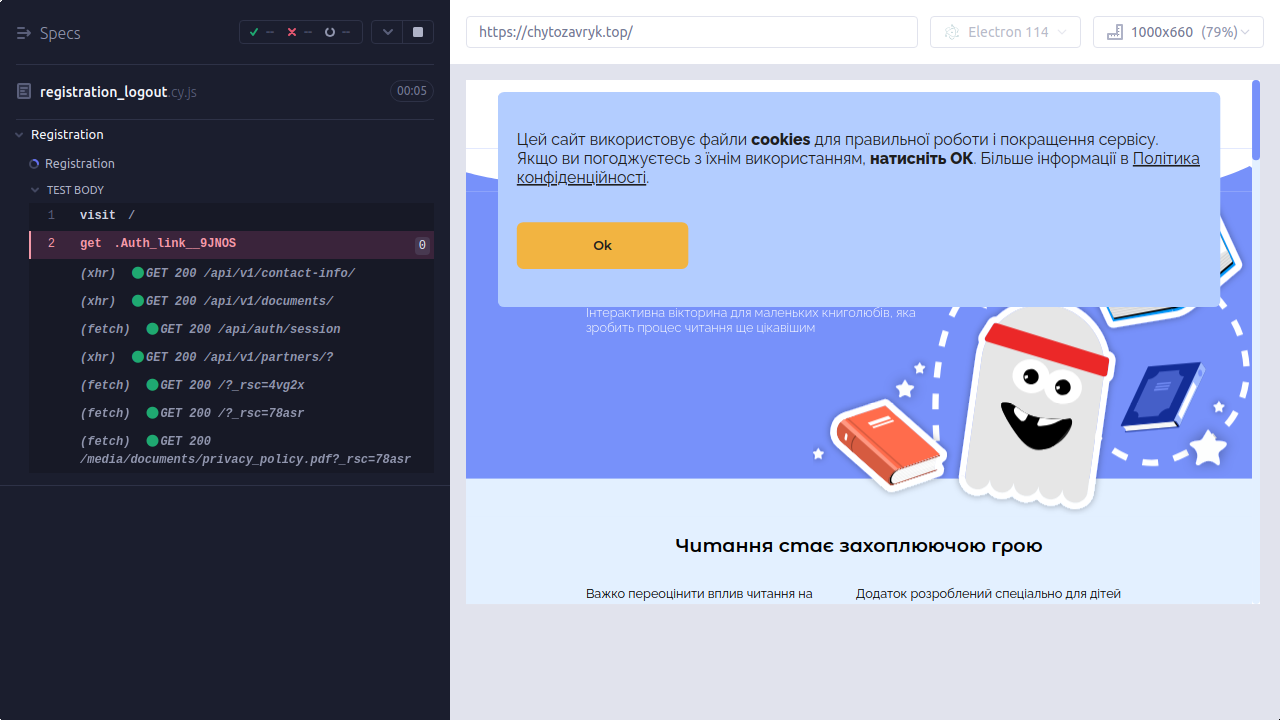 Specs
-- -- --
registration_logout.cy.js 00:05
Registration
Registration
TEST BODY
1 visit /
2 get .Auth_link__9JNOS 0
(xhr) GET 200 /api/v1/contact-info/
(xhr) GET 200 /api/v1/documents/
(fetch) GET 200 /api/auth/session
(xhr) GET 200 /api/v1/partners/?
(fetch) GET 200 /?_rsc=4vg2x
(fetch) GET 200 /?_rsc=78asr
(fetch) GET 200
/media/documents/privacy_policy.pdf?_rsc=78asr
https://chytozavryk.top/
Electron 114
1000x660 (79%)
Цей сайт використовує файли cookies для правильної роботи і покращення сервісу.
Якщо ви погоджуєтесь з їхнім використанням, натисніть ОК. Більше інформації в Політика
конфіденційності.
Ok
Інтерактивна вікторина для маленьких книголюбів, яка
зробить процес читання ще цікавішим
Читання стає захоплюючою грою
Важко переоцінити вплив читання на
Додаток розроблений спеціально для дітей